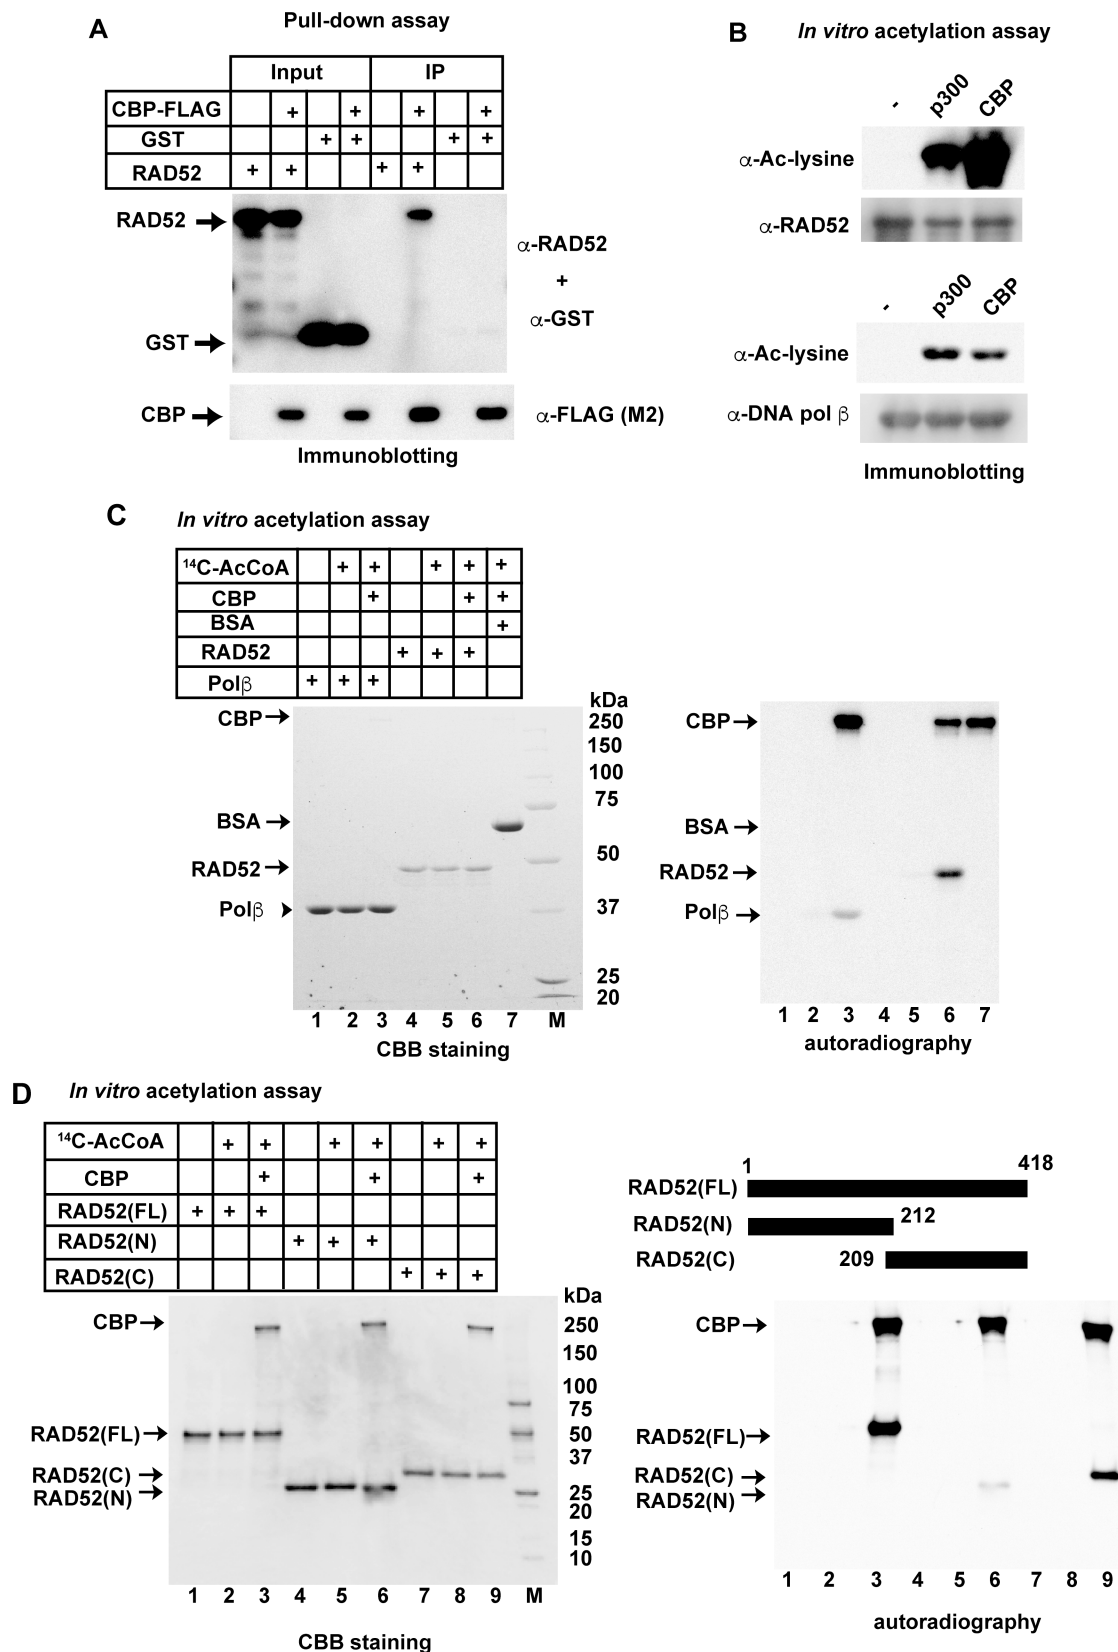 A
Pull-down assay
Input IP
CBP-FLAG + + + +
GST + + + +
RAD52 + + + +
RAD52
α-RAD52
+
α-GST
GST
CBP
α-FLAG (M2)
Immunoblotting
B
In vitro acetylation assay
- p300 CBP
α-Ac-lysine
α-RAD52
- p300 CBP
α-Ac-lysine
α-DNA pol β
Immunoblotting
C
In vitro acetylation assay
14C-AcCoA + + + + +
CBP + + +
BSA +
RAD52 + + +
Polβ + + +
kDa
CBP
250
150
100
75
BSA
50
RAD52
Polβ
37
25
20
1 2 3 4 5 6 7 M
CBB staining
CBP
BSA
RAD52
Polβ
1 2 3 4 5 6 7
autoradiography
D
In vitro acetylation assay
14C-AcCoA + + + + + +
CBP + + +
RAD52(FL) + + +
RAD52(N) + + +
RAD52(C) + + +
kDa
CBP
250
150
100
75
RAD52(FL)
50
37
RAD52(C)
RAD52(N)
25
20
15
10
1 2 3 4 5 6 7 8 9 M
CBB staining
1 418
RAD52(FL)
RAD52(N) 212
RAD52(C) 209
CBP
RAD52(FL)
RAD52(C)
RAD52(N)
1 2 3 4 5 6 7 8 9
autoradiography